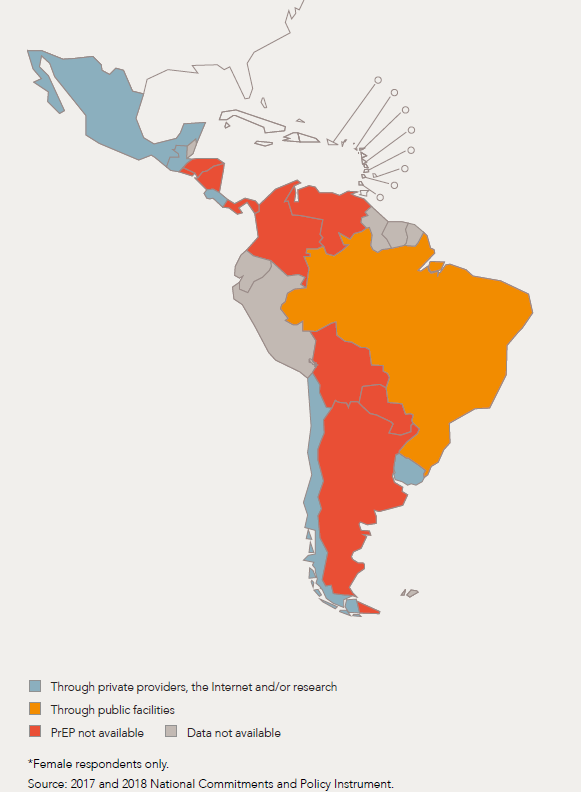 Through private providers, the Internet and/or research
Through public facilities
PrEP not available
Data not available
*Female respondents only.
Source: 2017 and 2018 National Commitments and Policy Instrument.